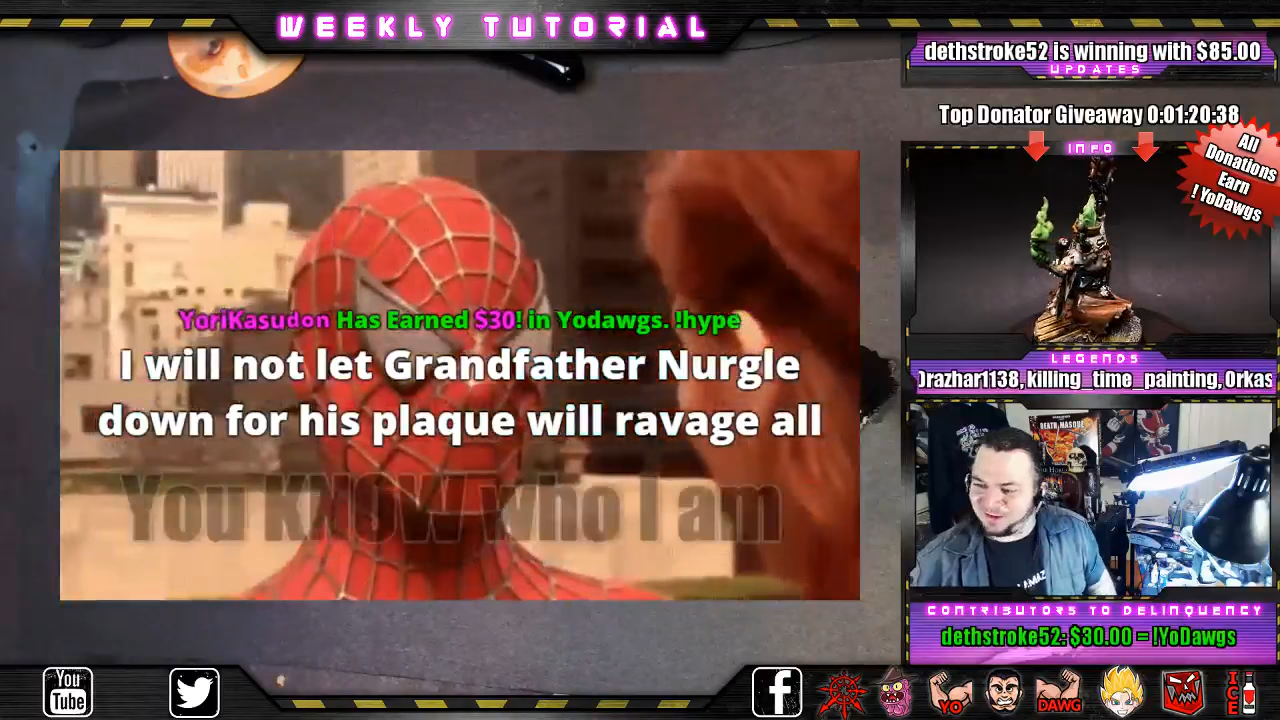 WEEKLY TUTORIAL
dethstroke52 is winning with $85.00
UPDATES
Top Donator Giveaway 0:01:20:38
INFO
All
Donations
Earn
!YoDawgs
YoriKasudon Has Earned $30! in Yodawgs. !hype
I will not let Grandfather Nurgle
down for his plaque will ravage all
You KNOW who I am
LEGENDS
Drazhar1138, killing_time_painting, Orkas
DEATH MASQUE
CONTRIBUTORS TO DELINQUENCY
dethstroke52: $30.00 = !YoDawgs
You
Tube
YO
DAWG
ICE